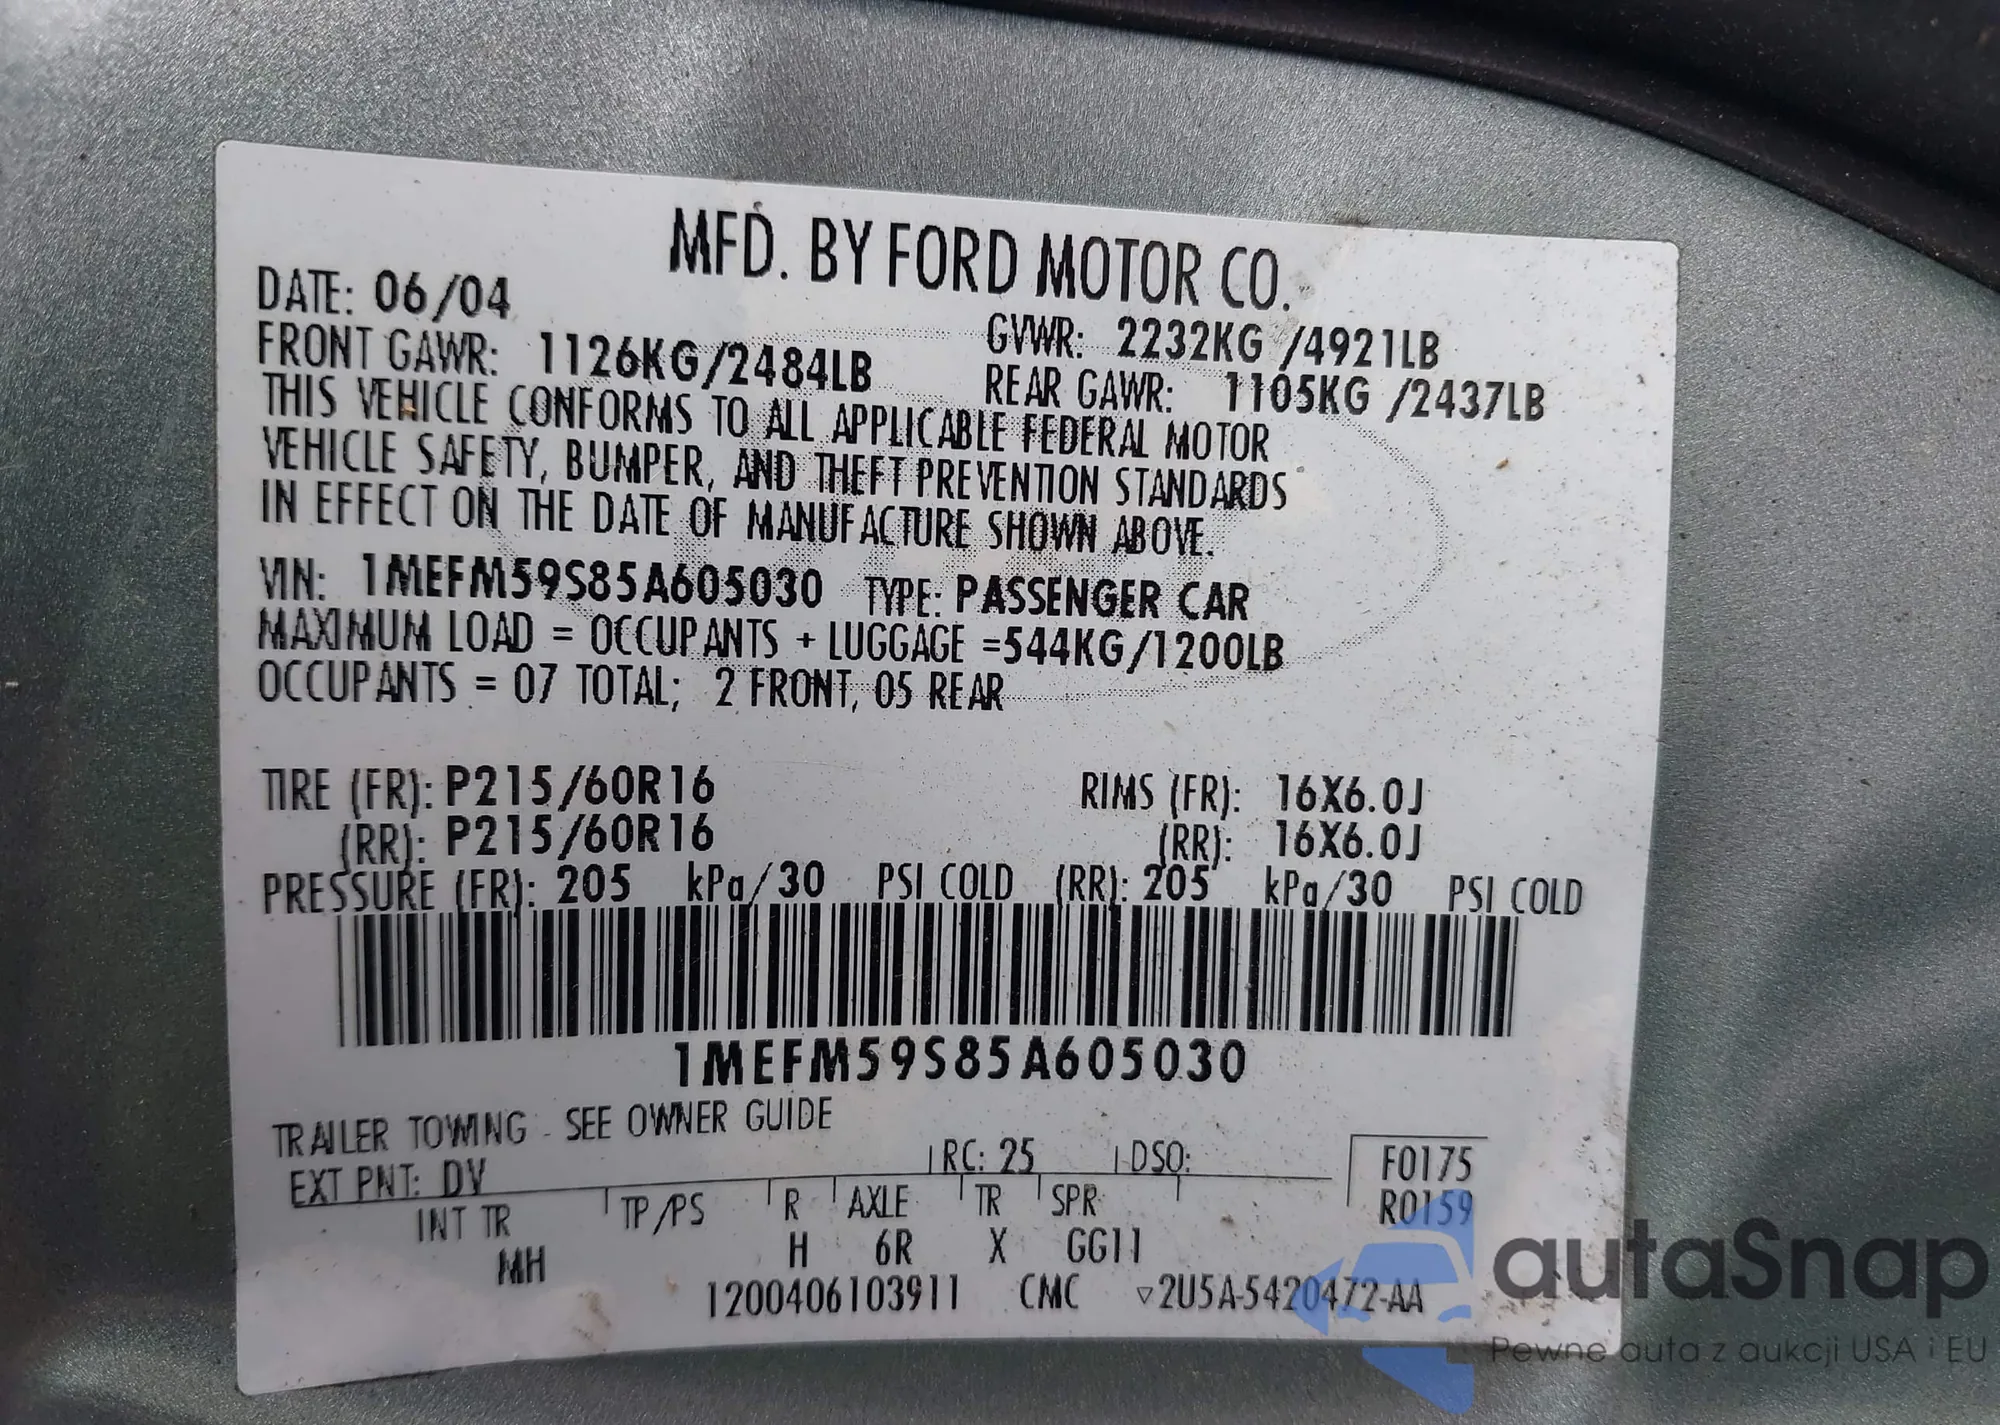 MFD. BY FORD MOTOR CO.
DATE: 06/04
GVWR: 2232KG /4921LB
FRONT GAWR: 1126KG/2484LB
REAR GAWR: 1105KG /2437LB
THIS VEHICLE CONFORMS TO ALL APPLICABLE FEDERAL MOTOR
VEHICLE SAFETY, BUMPER, AND THEFT PREVENTION STANDARDS
IN EFFECT ON THE DATE OF MANUFACTURE SHOWN ABOVE.
VIN: 1MEFM59S85A605030 TYPE: PASSENGER CAR
MAXIMUM LOAD = OCCUPANTS + LUGGAGE =544KG/1200LB
OCCUPANTS = 07 TOTAL; 2 FRONT, 05 REAR
TIRE (FR): P215/60R16 RIMS (FR): 16X6.0J
(RR): P215/60R16 (RR): 16X6.0J
PRESSURE (FR): 205 kPa/30 PSI COLD (RR): 205 kPa/30 PSI COLD
1MEFM59S85A605030
TRAILER TOWING - SEE OWNER GUIDE
EXT PNT: DV RC: 25 DSO: F0175
R0159
INT TR TP/PS R AXLE TR SPR
MH H 6R X GG11
1200406103911 CMC ▽2U5A-5420472-AA
autaSnap
Pewne auta z aukcji USA i EU